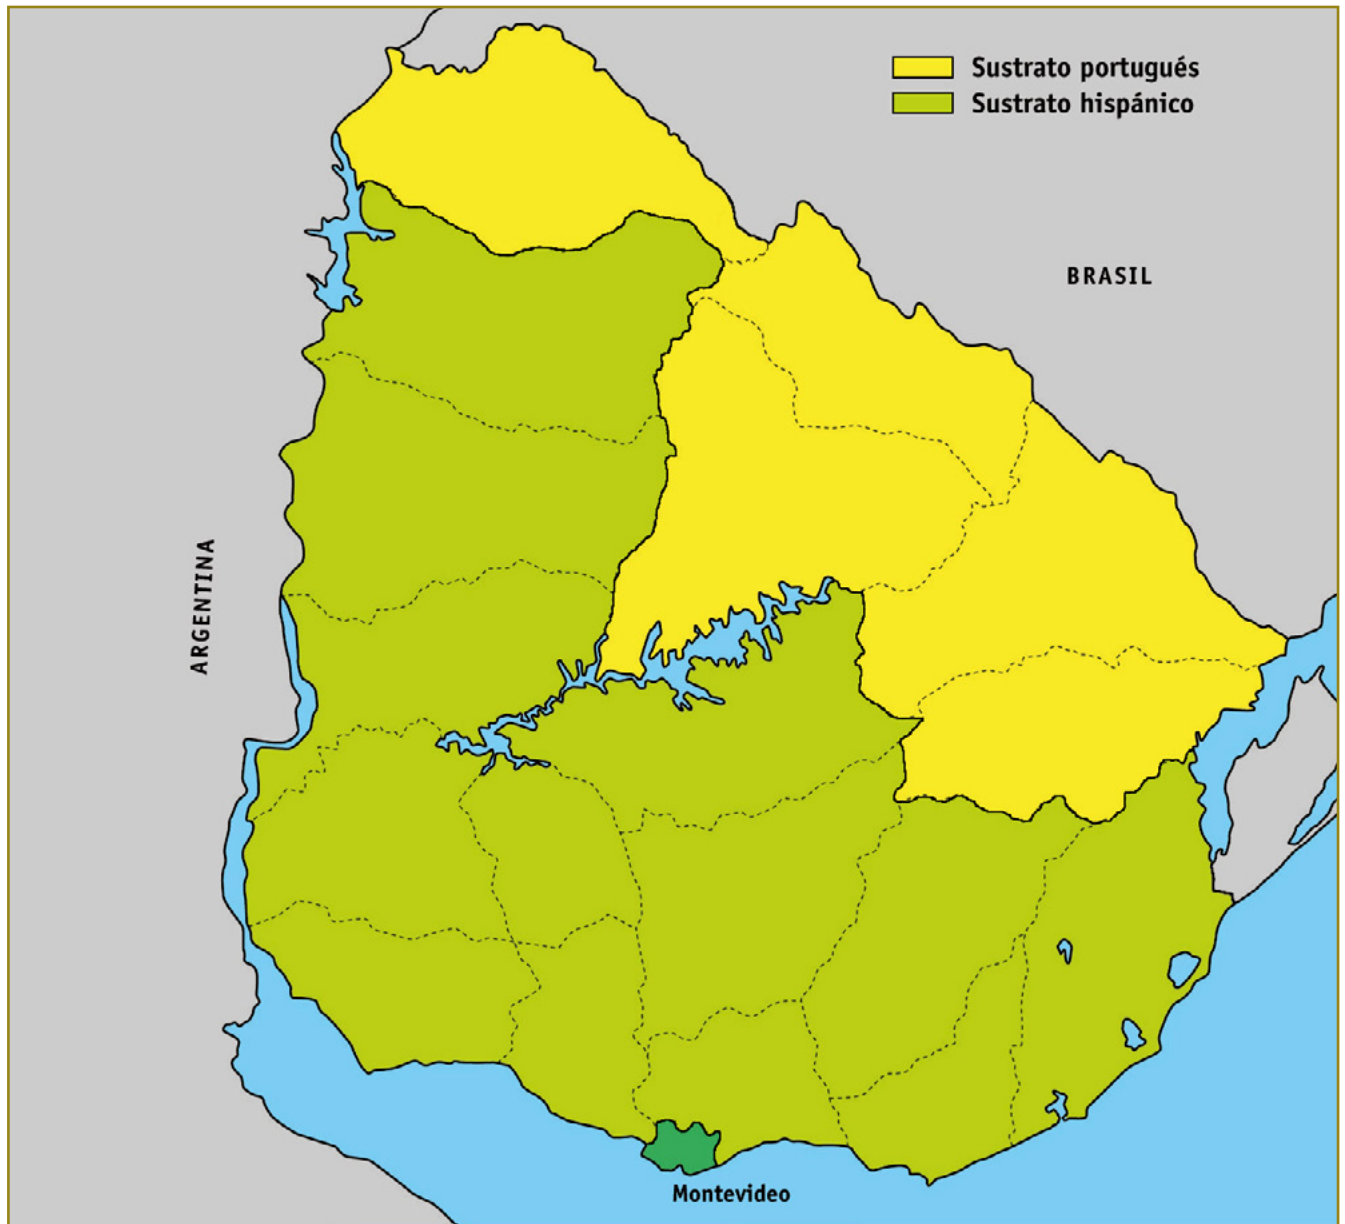 Sustrato portugués
Sustrato hispánico
BRASIL
ARGENTINA
Montevideo